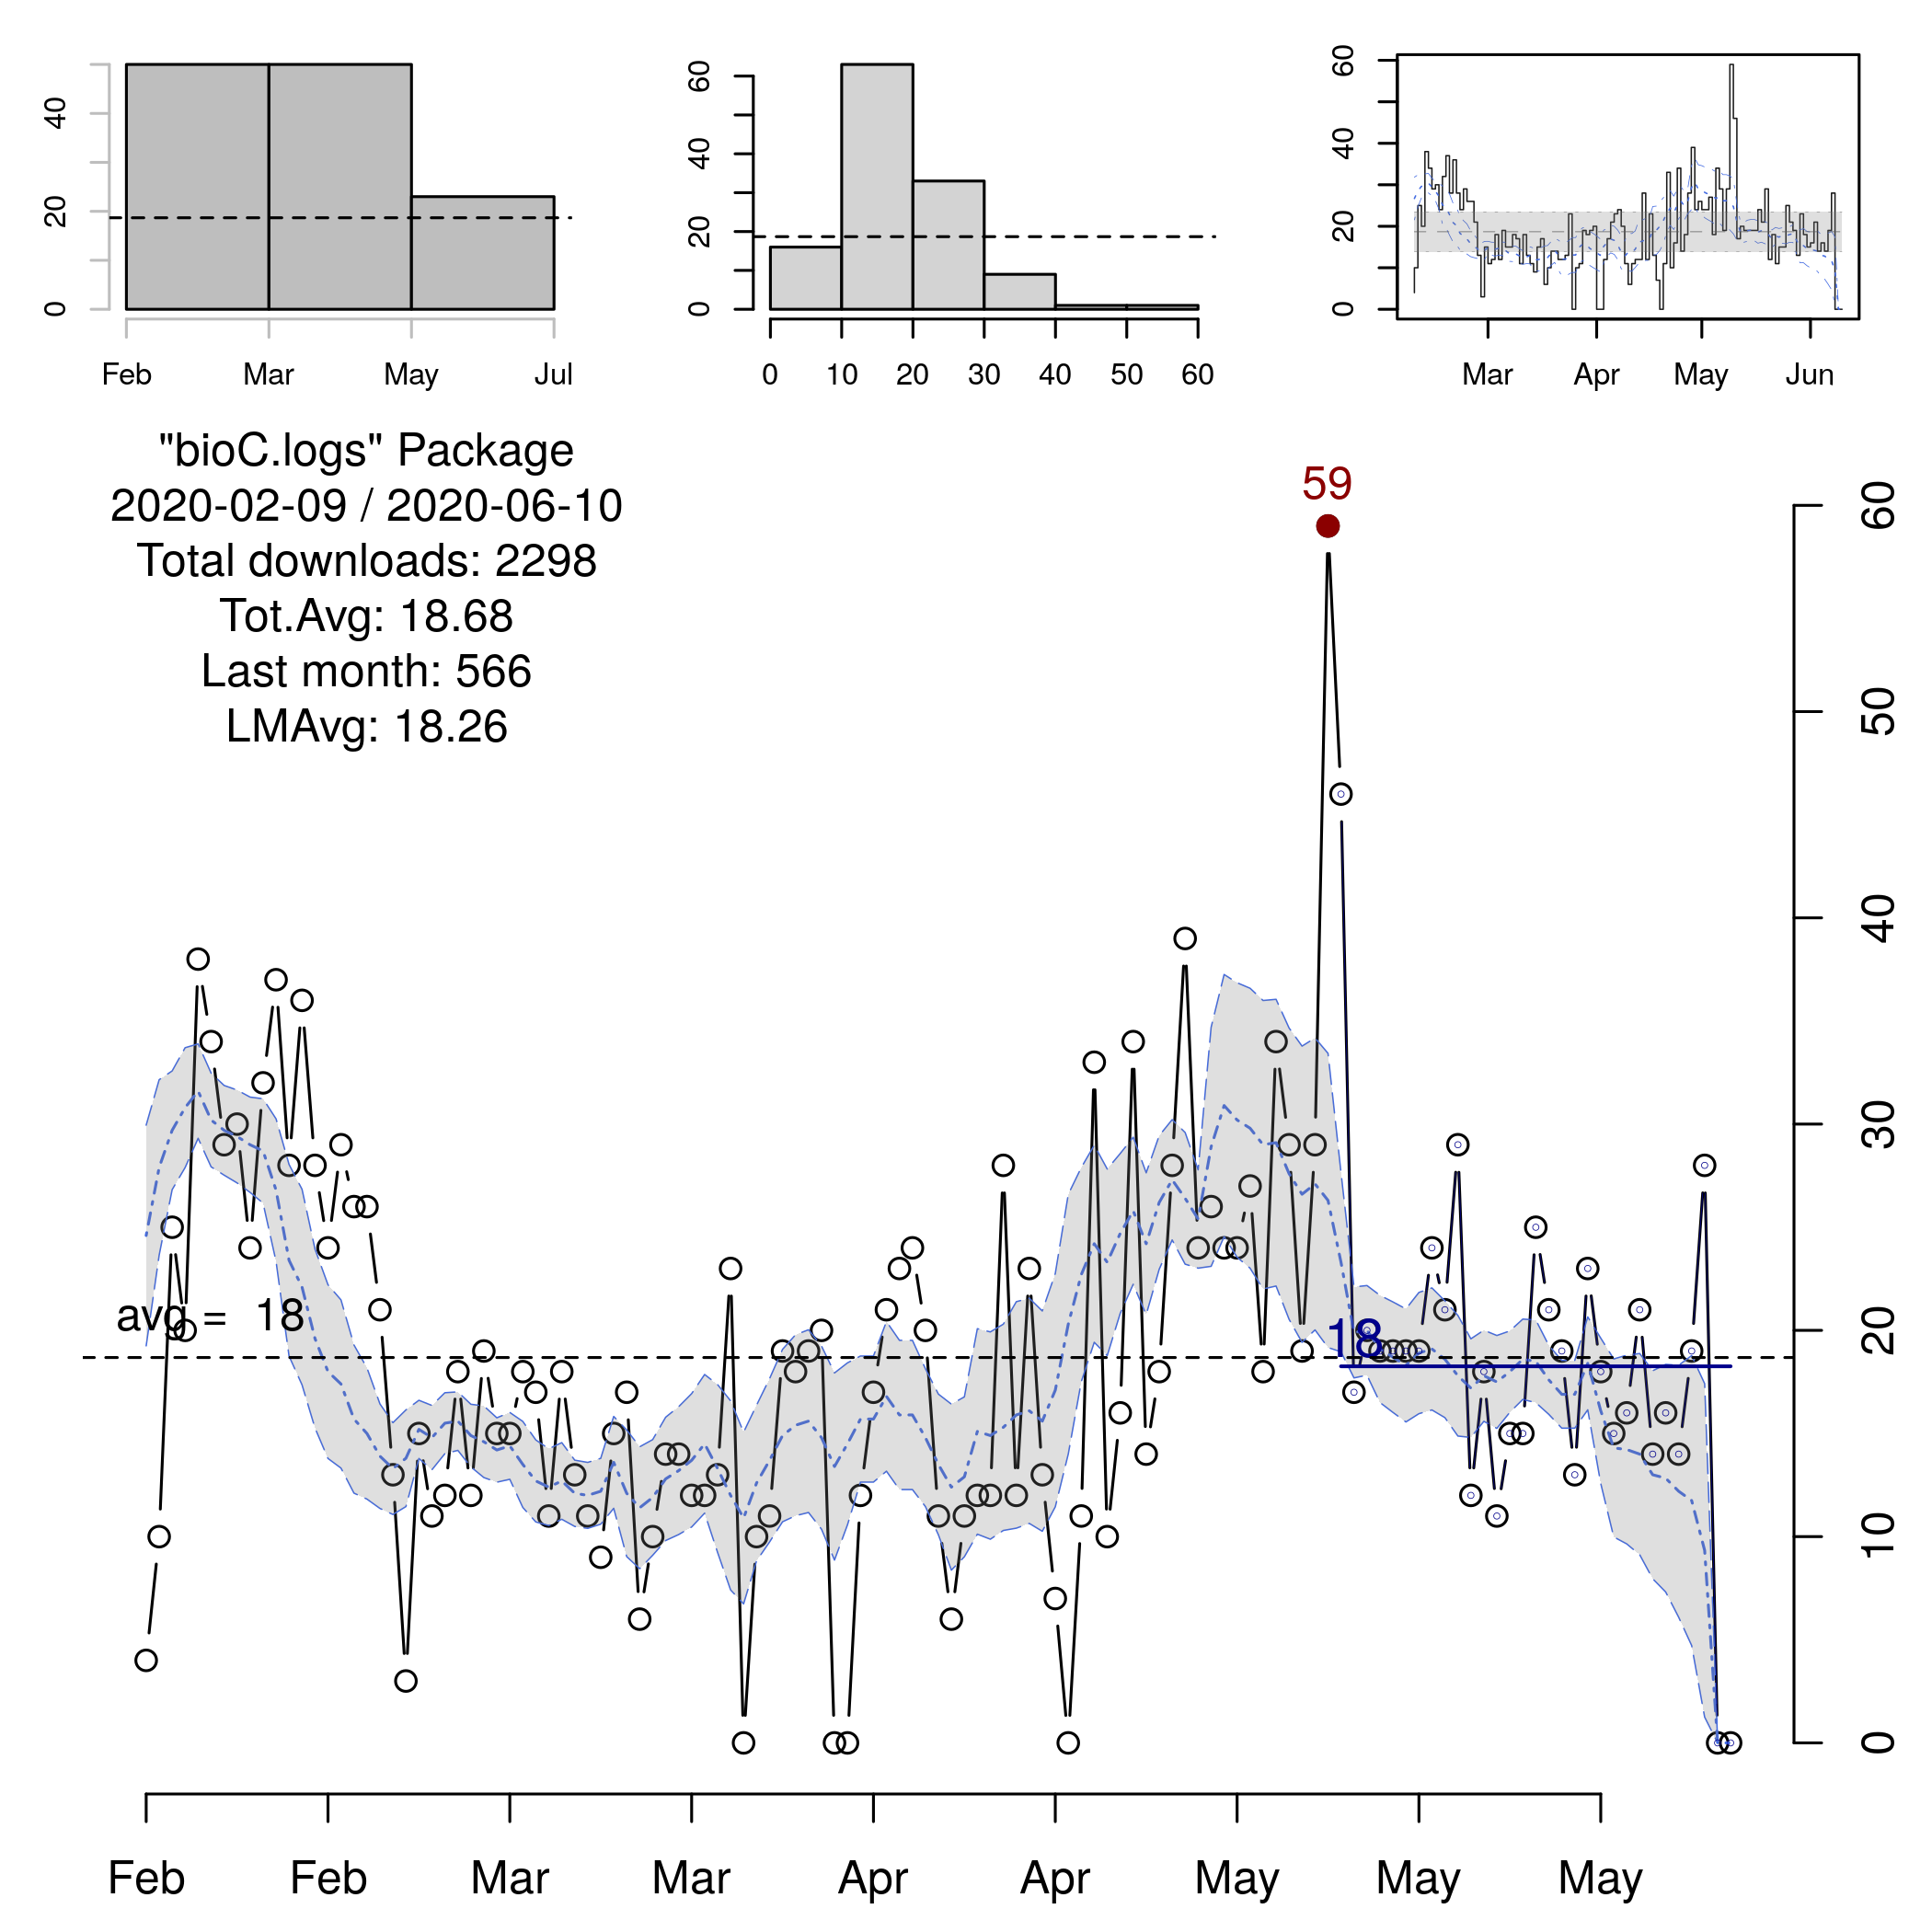 40
20
0
Feb Mar May Jul
60
40
20
0
0 10 20 30 40 50 60
60
40
20
0
Mar Apr May Jun
"bioC.logs" Package
2020-02-09 / 2020-06-10
Total downloads: 2298
Tot.Avg: 18.68
Last month: 566
LMAvg: 18.26
59
avg = 18
18
60
50
40
30
20
10
0
Feb Feb Mar Mar Apr Apr May May May